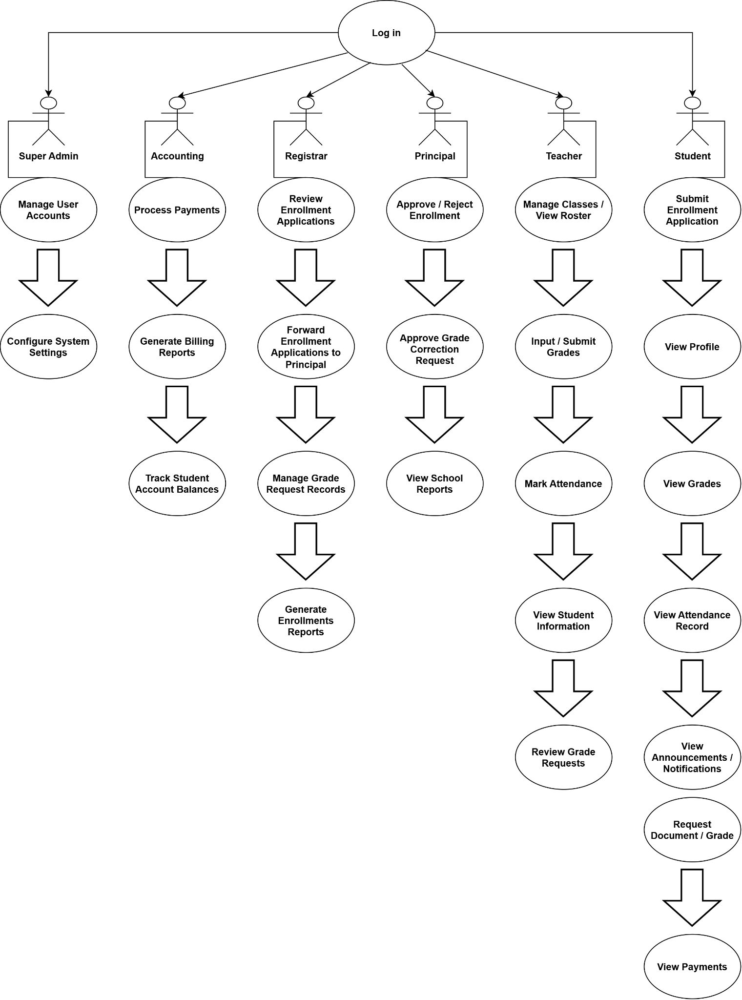 Log in
Super Admin
Accounting
Registrar
Principal
Teacher
Student
Manage User
Accounts
Process Payments
Review
Enrollment
Applications
Approve / Reject
Enrollment
Manage Classes /
View Roster
Submit
Enrollment
Application
Configure System
Settings
Generate Billing
Reports
Forward
Enrollment
Applications to
Principal
Approve Grade
Correction
Request
Input / Submit
Grades
View Profile
Track Student
Account Balances
Manage Grade
Request Records
View School
Reports
Mark Attendance
View Grades
Generate
Enrollments
Reports
View Student
Information
View Attendance
Record
Review Grade
Requests
View
Announcements /
Notifications
Request
Document / Grade
View Payments